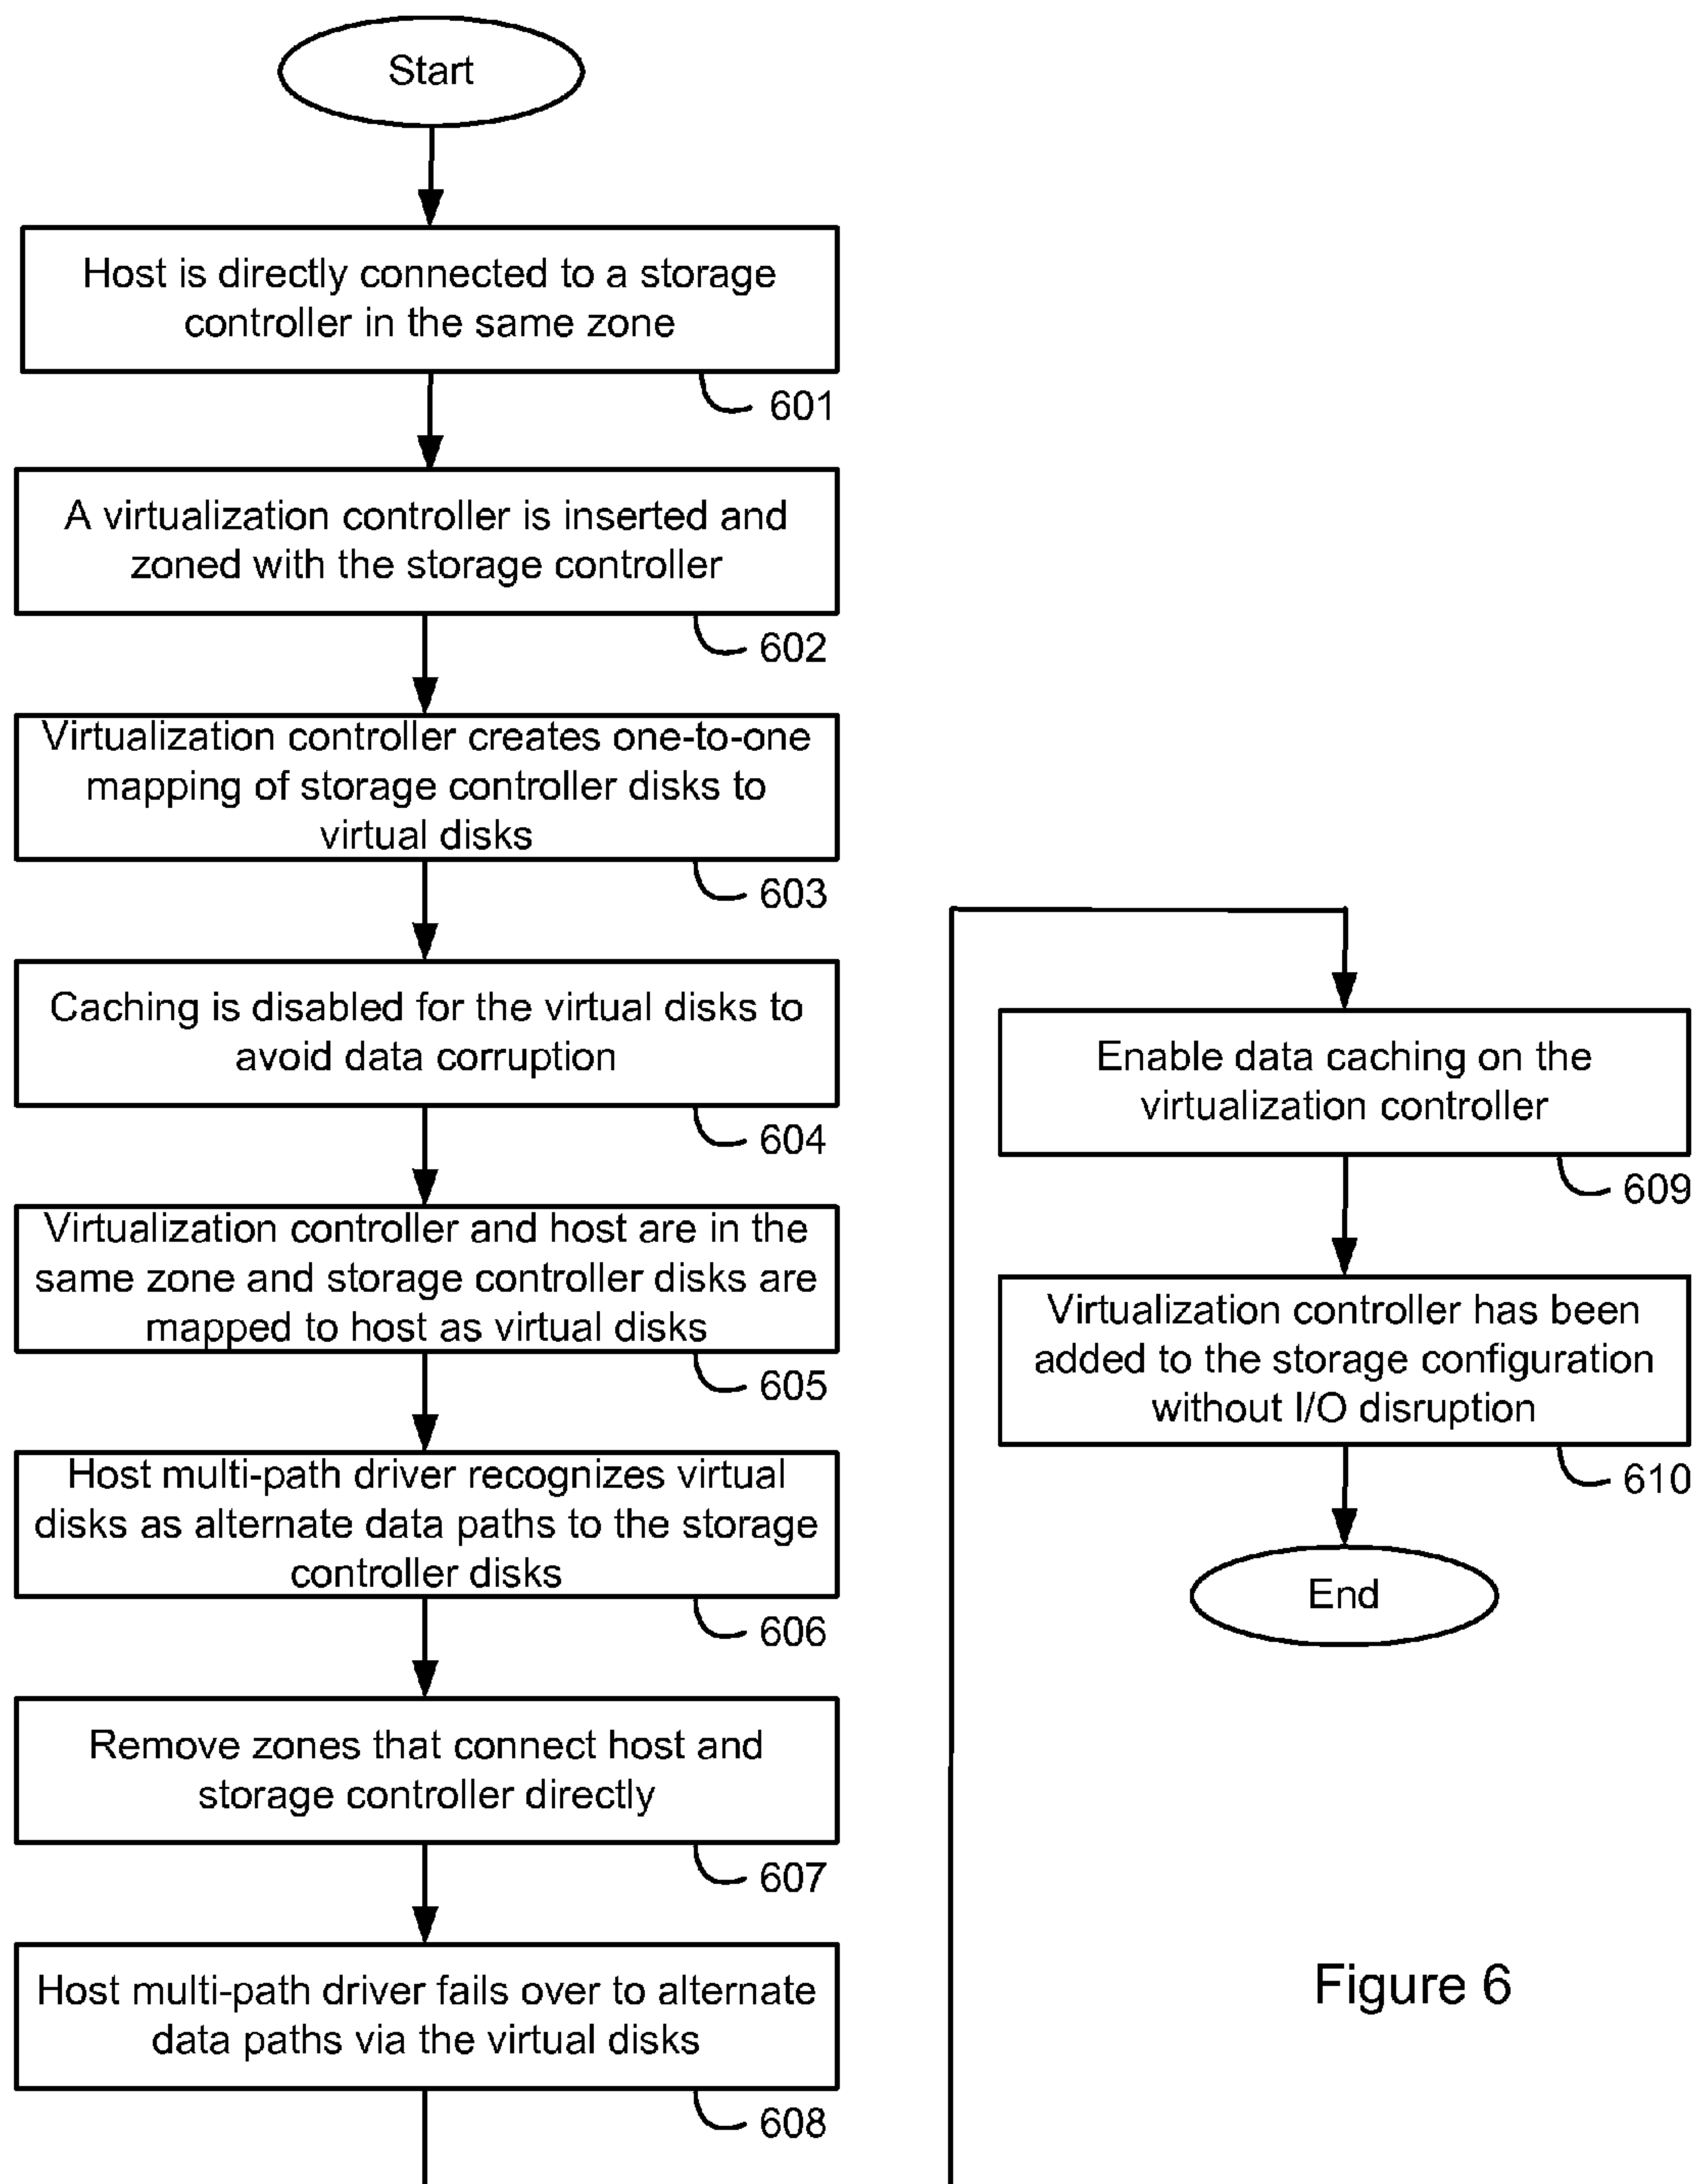 Start
Host is directly connected to a storage
controller in the same zone
601
A virtualization controller is inserted and
zoned with the storage controller
602
Virtualization controller creates one-to-one
mapping of storage controller disks to
virtual disks
603
Caching is disabled for the virtual disks to
avoid data corruption
604
Virtualization controller and host are in the
same zone and storage controller disks are
mapped to host as virtual disks
605
Host multi-path driver recognizes virtual
disks as alternate data paths to the storage
controller disks
606
Remove zones that connect host and
storage controller directly
607
Host multi-path driver fails over to alternate
data paths via the virtual disks
608
Enable data caching on the
virtualization controller
609
Virtualization controller has been
added to the storage configuration
without I/O disruption
610
End
Figure 6